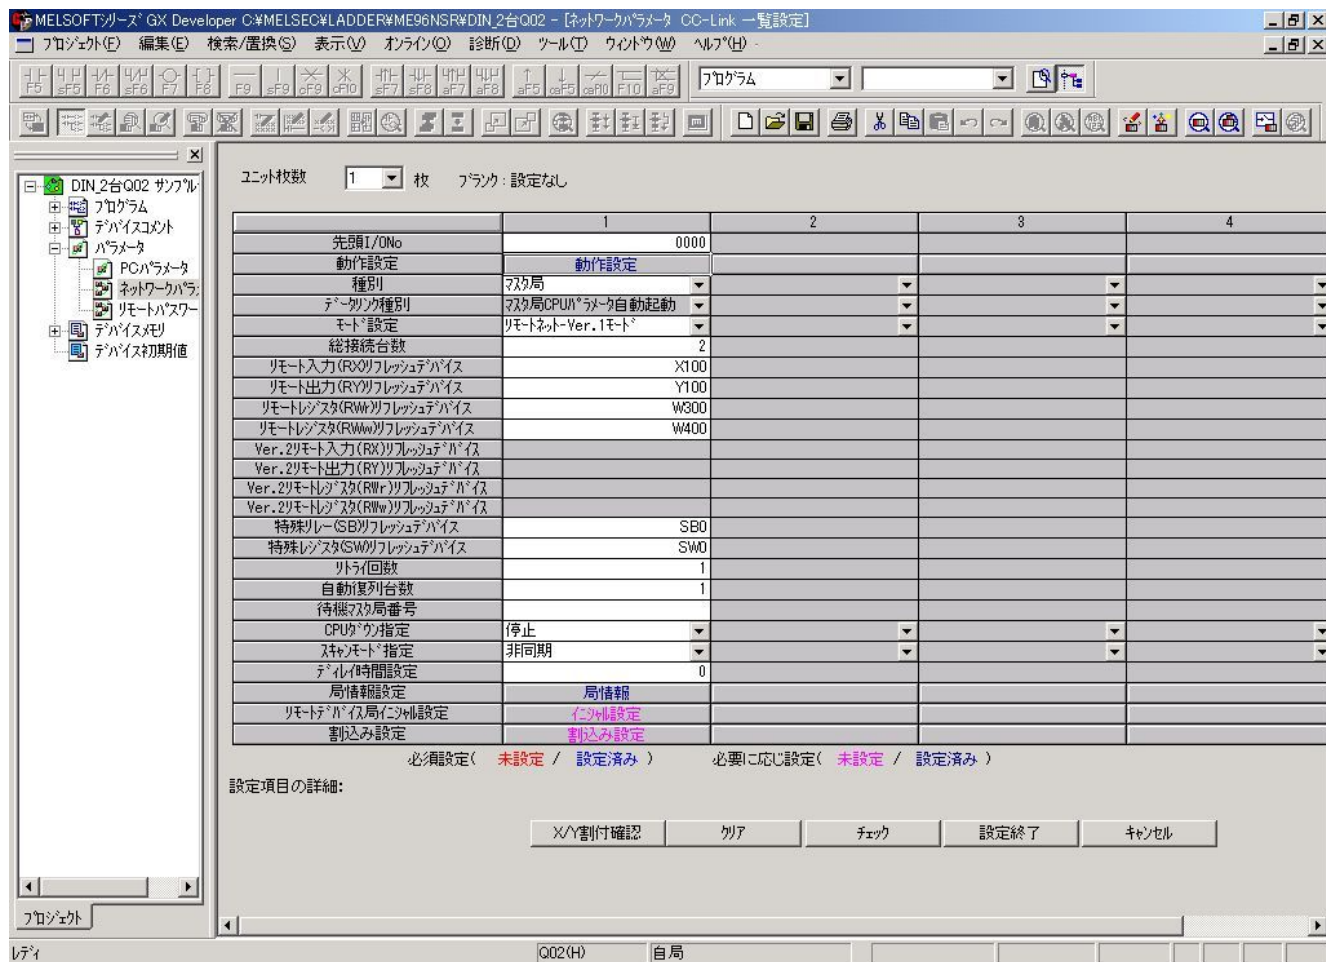 MELSOFTシリーズ GX Developer C:¥MELSEC¥LADDER¥ME96NSR¥DIN_2台Q02 - [ネットワークパラメータ CC-Link 一覧設定]
プロジェクト(F) 編集(E) 検索/置換(S) 表示(V) オンライン(O) 診断(D) ツール(T) ウィンドウ(W) ヘルプ(H)
F5 sF5 F6 sF6 F7 F8 F9 sF9 cF9 cF10 sF7 sF8 aF7 aF8 aF5 caF5 caF10 F10 aF9 プログラム
DIN_2台Q02 サンプル
プログラム
デバイスコメント
パラメータ
PCパラメータ
ネットワークパラ
リモートパスワー
デバイスメモリ
デバイス初期値
プロジェクト
ユニット枚数 1 枚 ブランク:設定なし
1 2 3 4
先頭I/ONo 0000
動作設定 動作設定
種別 マスタ局
データリンク種別 マスタ局CPUパラメータ自動起動
モード設定 リモートネット-Ver.1モード
総接続台数 2
リモート入力(RX)リフレッシュデバイス X100
リモート出力(RY)リフレッシュデバイス Y100
リモートレジスタ(RWr)リフレッシュデバイス W300
リモートレジスタ(RWw)リフレッシュデバイス W400
Ver.2リモート入力(RX)リフレッシュデバイス
Ver.2リモート出力(RY)リフレッシュデバイス
Ver.2リモートレジスタ(RWr)リフレッシュデバイス
Ver.2リモートレジスタ(RWw)リフレッシュデバイス
特殊リレー(SB)リフレッシュデバイス SB0
特殊レジスタ(SW)リフレッシュデバイス SW0
リトライ回数 1
自動復列台数 1
待機マスタ局番号
CPUダウン指定 停止
スキャンモード指定 非同期
ディレイ時間設定 0
局情報設定 局情報
リモートデバイス局イニシャル設定 イニシャル設定
割込み設定 割込み設定
必須設定( 未設定 / 設定済み ) 必要に応じ設定( 未設定 / 設定済み )
設定項目の詳細:
X/Y割付確認 クリア チェック 設定終了 キャンセル
レディ Q02(H) 自局